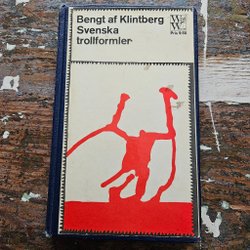 Bengt af Klintberg
Svenska
trollformler
W&W